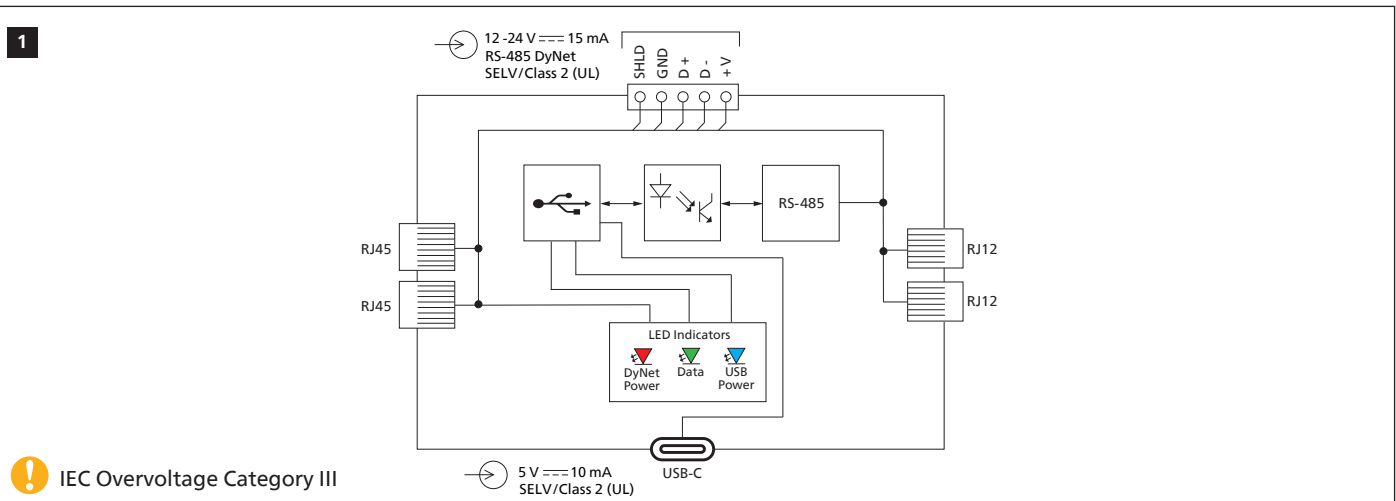 1
12 -24 V ⎓ 15 mA
RS-485 DyNet
SELV/Class 2 (UL)
SHLD
GND
D +
D -
+ V
RS-485
RJ45
RJ12
RJ45
RJ12
LED Indicators
DyNet Power
Data
USB Power
USB-C
5 V ⎓ 10 mA
SELV/Class 2 (UL)
! IEC Overvoltage Category III